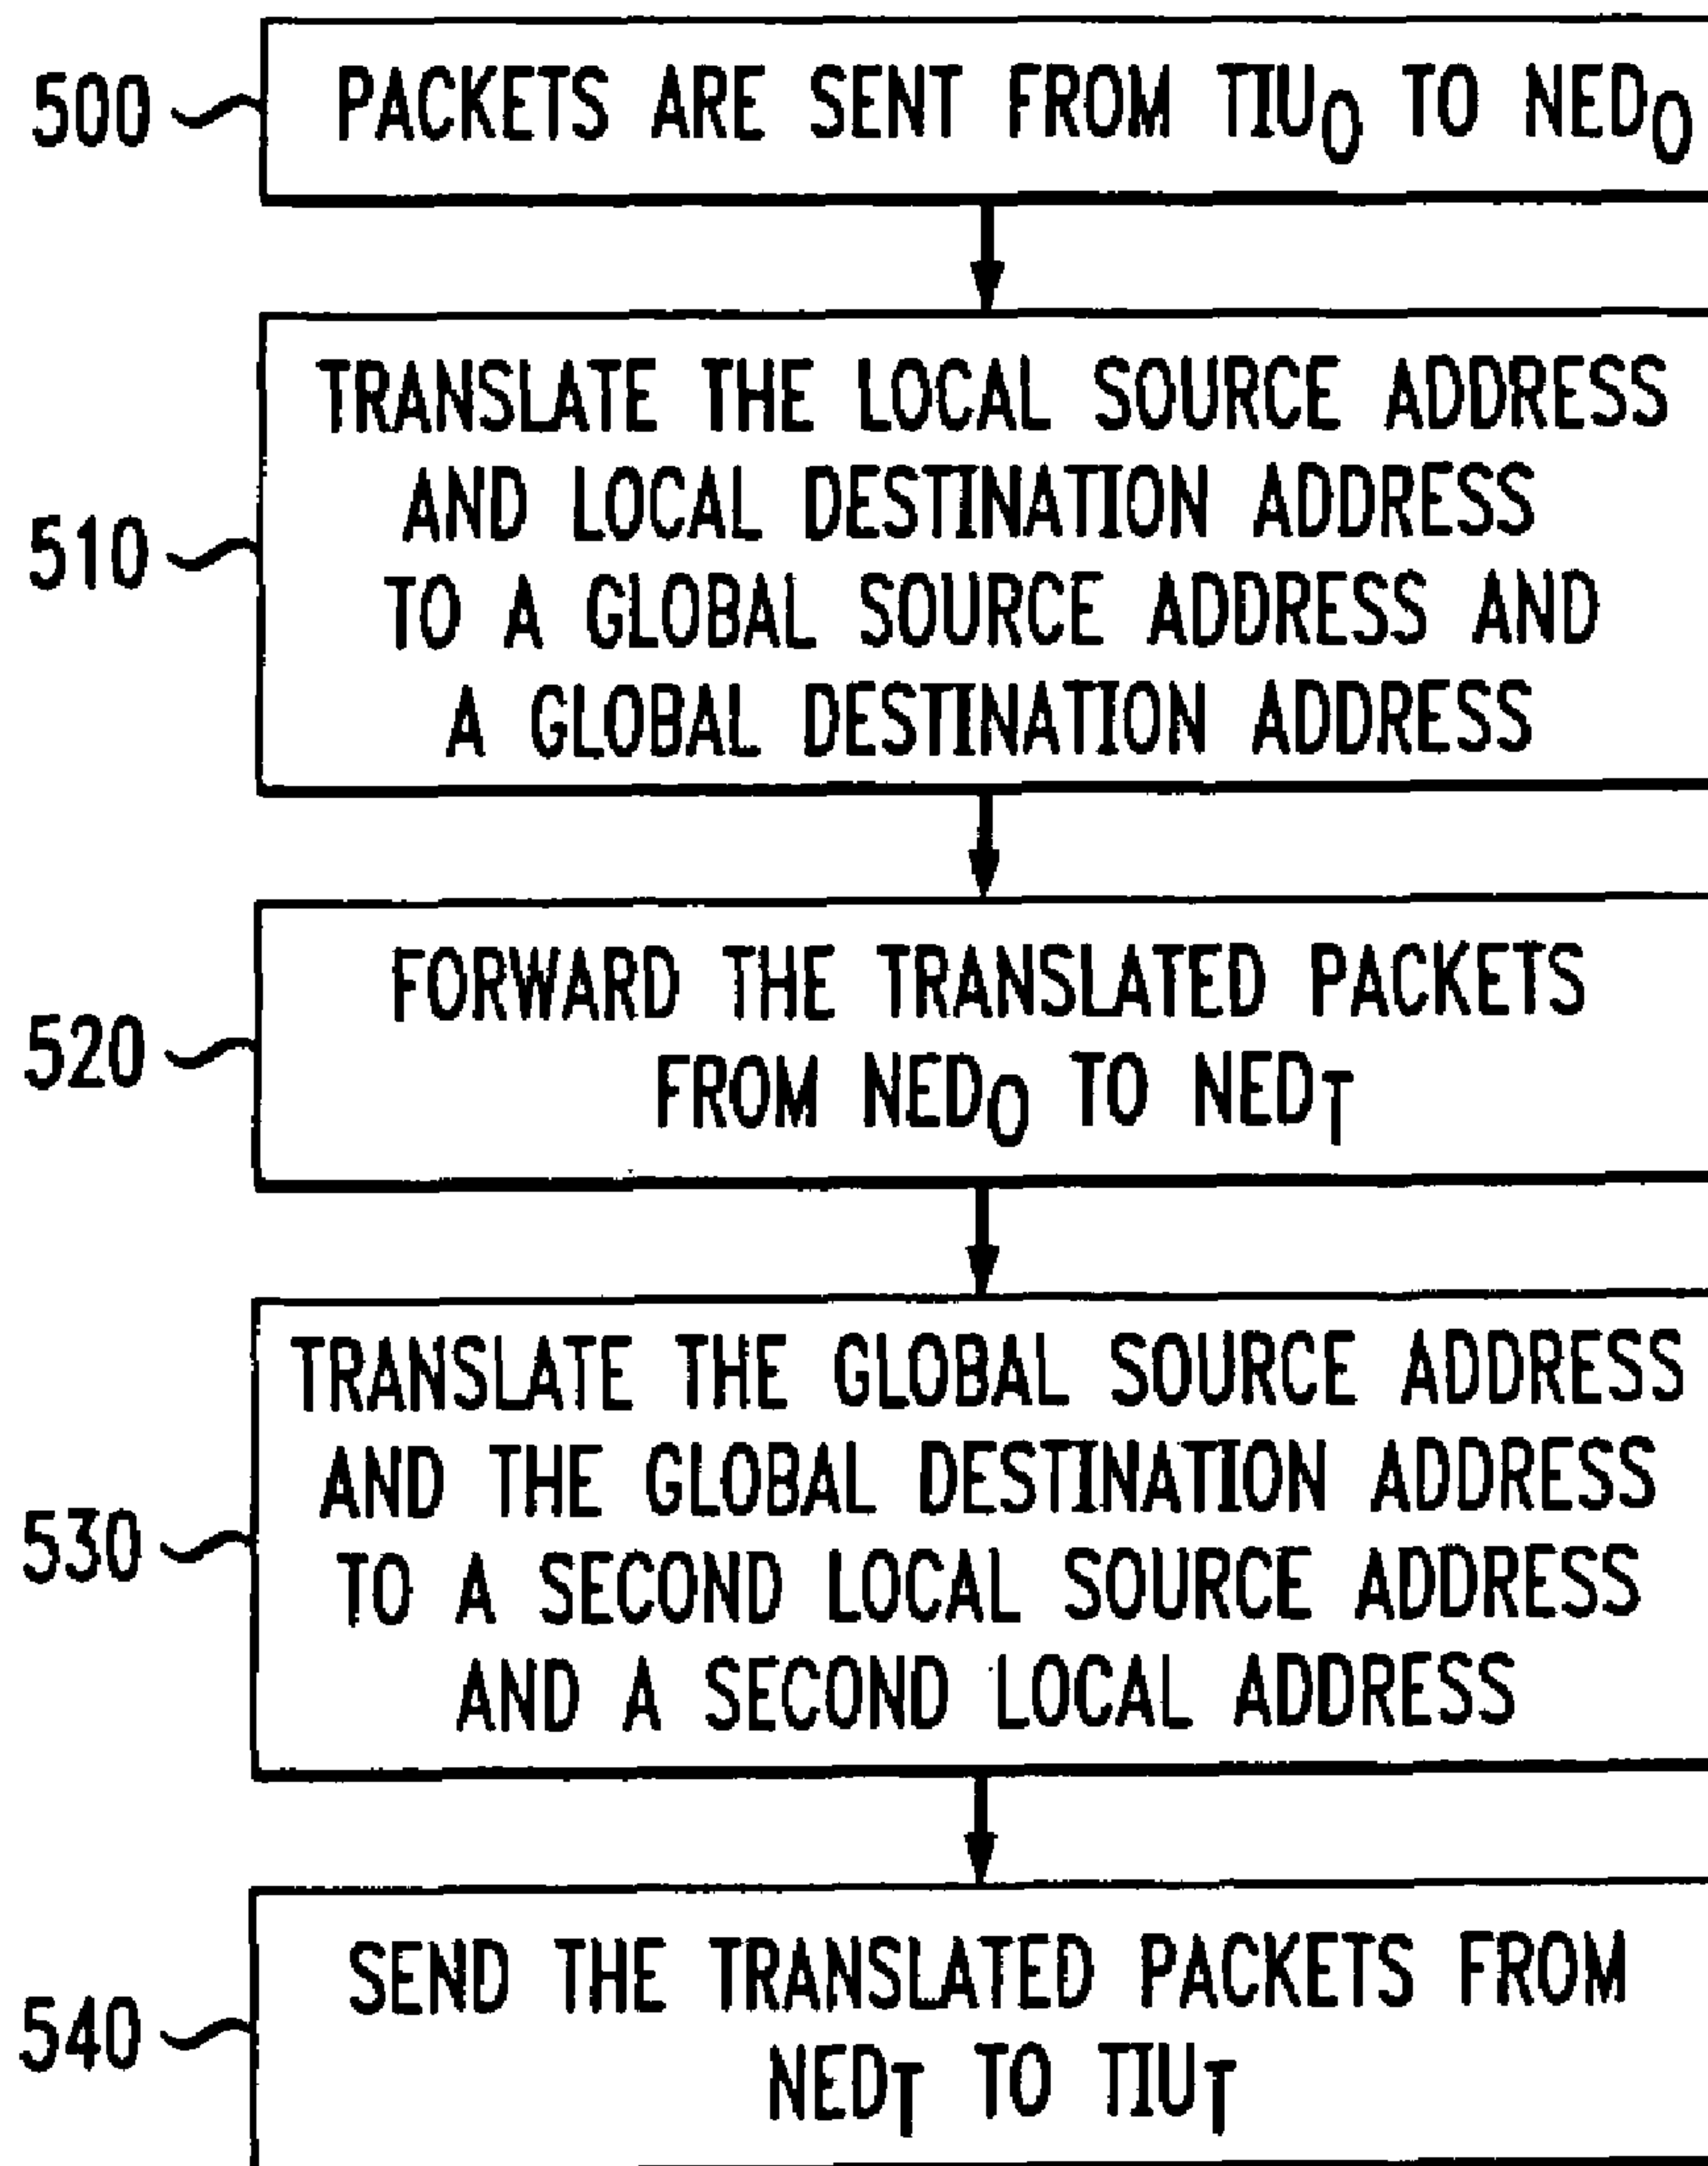 500
PACKETS ARE SENT FROM TIUO TO NEDO
510
TRANSLATE THE LOCAL SOURCE ADDRESS
AND LOCAL DESTINATION ADDRESS
TO A GLOBAL SOURCE ADDRESS AND
A GLOBAL DESTINATION ADDRESS
520
FORWARD THE TRANSLATED PACKETS
FROM NEDO TO NEDT
530
TRANSLATE THE GLOBAL SOURCE ADDRESS
AND THE GLOBAL DESTINATION ADDRESS
TO A SECOND LOCAL SOURCE ADDRESS
AND A SECOND LOCAL ADDRESS
540
SEND THE TRANSLATED PACKETS FROM
NEDT TO TIUT